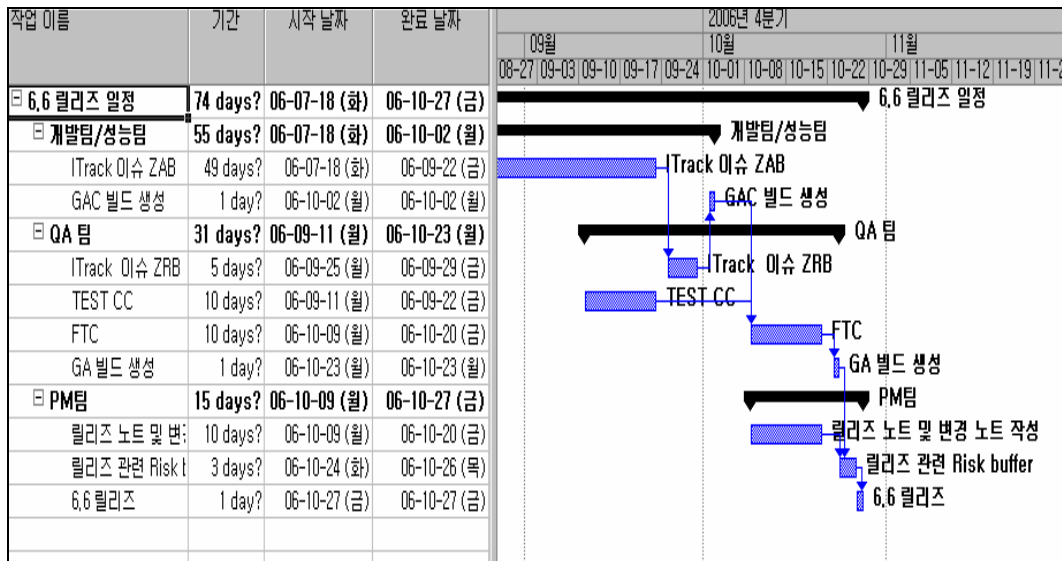 작업 이름 기간 시작 날짜 완료 날짜
2006년 4분기
09월 10월 11월
08-27 09-03 09-10 09-17 09-24 10-01 10-08 10-15 10-22 10-29 11-05 11-12 11-19
6,6 릴리즈 일정 74 days? 06-07-18 (화) 06-10-27 (금) 6,6 릴리즈 일정
개발팀/성능팀 55 days? 06-07-18 (화) 06-10-02 (월) 개발팀/성능팀
ITrack 이슈 ZAB 49 days? 06-07-18 (화) 06-09-22 (금) ITrack 이슈 ZAB
GAC 빌드 생성 1 day? 06-10-02 (월) 06-10-02 (월) GAC 빌드 생성
QA 팀 31 days? 06-09-11 (월) 06-10-23 (월) QA 팀
ITrack 이슈 ZRB 5 days? 06-09-25 (월) 06-09-29 (금) ITrack 이슈 ZRB
TEST CC 10 days? 06-09-11 (월) 06-09-22 (금) TEST CC
FTC 10 days? 06-10-09 (월) 06-10-20 (금) FTC
GA 빌드 생성 1 day? 06-10-23 (월) 06-10-23 (월) GA 빌드 생성
PM팀 15 days? 06-10-09 (월) 06-10-27 (금) PM팀
릴리즈 노트 및 10 days? 06-10-09 (월) 06-10-20 (금) 릴리즈 노트 및 변경 노트 작성
릴리즈 관련 Risk 3 days? 06-10-24 (화) 06-10-26 (목) 릴리즈 관련 Risk buffer
6,6 릴리즈 1 day? 06-10-27 (금) 06-10-27 (금) 6,6 릴리즈